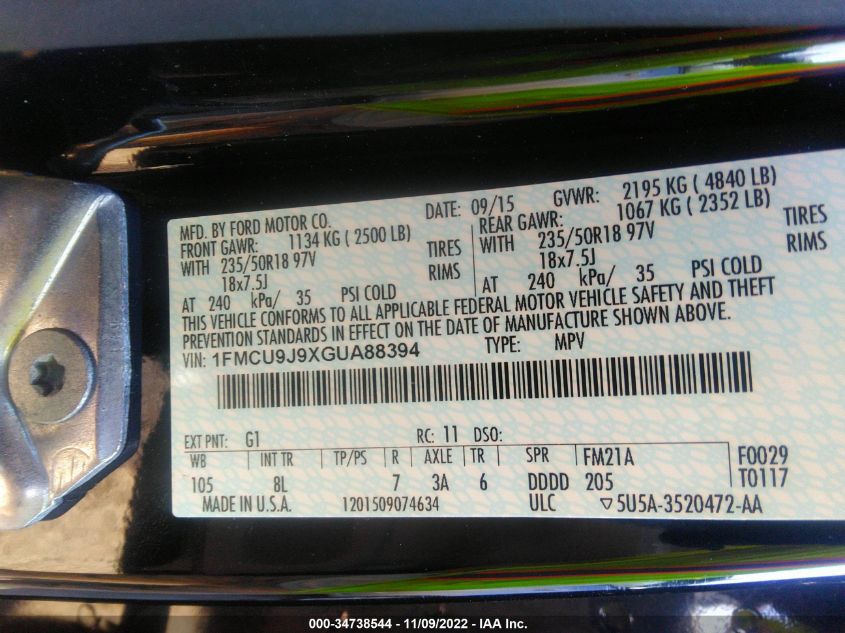 MFD. BY FORD MOTOR CO. DATE: 09/15 GVWR: 2195 KG ( 4840 LB)
FRONT GAWR: 1134 KG ( 2500 LB) REAR GAWR: 1067 KG ( 2352 LB)
WITH 235/50R18 97V TIRES WITH 235/50R18 97V TIRES
18x7.5J RIMS 18x7.5J RIMS
AT 240 kPa/ 35 PSI COLD AT 240 kPa/ 35 PSI COLD
THIS VEHICLE CONFORMS TO ALL APPLICABLE FEDERAL MOTOR VEHICLE SAFETY AND THEFT
PREVENTION STANDARDS IN EFFECT ON THE DATE OF MANUFACTURE SHOWN ABOVE.
VIN: 1FMCU9J9XGUA88394 TYPE: MPV
EXT PNT: G1 RC: 11 DSO:
WB INT TR TP/PS R AXLE TR SPR FM21A F0029
105 8L 7 3A 6 DDDD 205 T0117
MADE IN U.S.A. 1201509074634 ULC ▽5U5A-3520472-AA
000-34738544 - 11/09/2022 - IAA Inc.